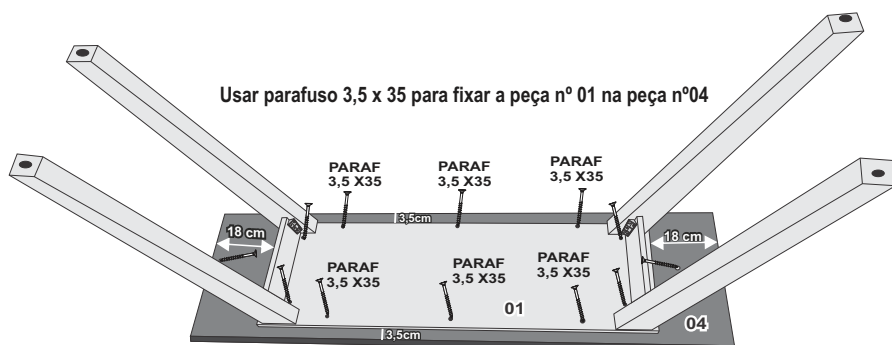 Usar parafuso 3,5 x 35 para fixar a peça nº 01 na peça nº04
PARAF
3,5 X35
PARAF
3,5 X35
PARAF
3,5 X35
3,5cm
18 cm
18 cm
PARAF
3,5 X35
PARAF
3,5 X35
PARAF
3,5 X35
01
04
3,5cm